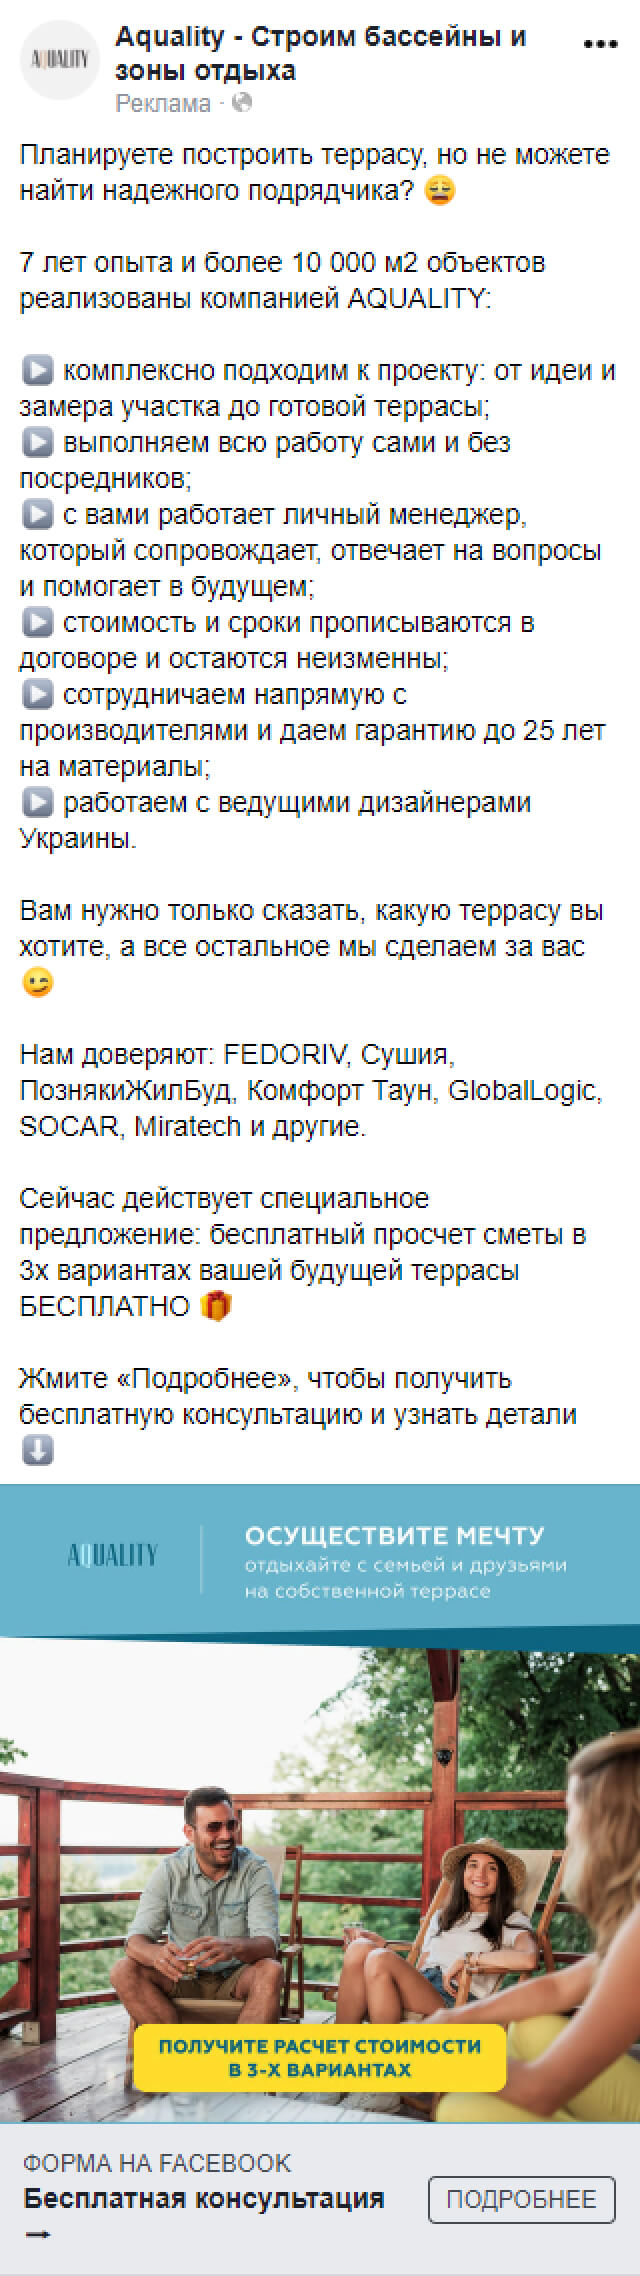 AQUALITY
Aquality - Строим бассейны и
зоны отдыха
Реклама ·
Планируете построить террасу, но не можете
найти надежного подрядчика? 😩
7 лет опыта и более 10 000 м2 объектов
реализованы компанией AQUALITY:
▶️ комплексно подходим к проекту: от идеи и
замера участка до готовой террасы;
▶️ выполняем всю работу сами и без
посредников;
▶️ с вами работает личный менеджер,
который сопровождает, отвечает на вопросы
и помогает в будущем;
▶️ стоимость и сроки прописываются в
договоре и остаются неизменны;
▶️ сотрудничаем напрямую с
производителями и даем гарантию до 25 лет
на материалы;
▶️ работаем с ведущими дизайнерами
Украины.
Вам нужно только сказать, какую террасу вы
хотите, а все остальное мы сделаем за вас
😉
Нам доверяют: FEDORIV, Сушия,
ПознякиЖилБуд, Комфорт Таун, GlobalLogic,
SOCAR, Miratech и другие.
Сейчас действует специальное
предложение: бесплатный просчет сметы в
3х вариантах вашей будущей террасы
БЕСПЛАТНО 🎁
Жмите «Подробнее», чтобы получить
бесплатную консультацию и узнать детали
⬇️
AQUALITY
ОСУЩЕСТВИТЕ МЕЧТУ
отдыхайте с семьей и друзьями
на собственной террасе
ПОЛУЧИТЕ РАСЧЕТ СТОИМОСТИ
В 3-Х ВАРИАНТАХ
ФОРМА НА FACEBOOK
Бесплатная консультация
→
ПОДРОБНЕЕ